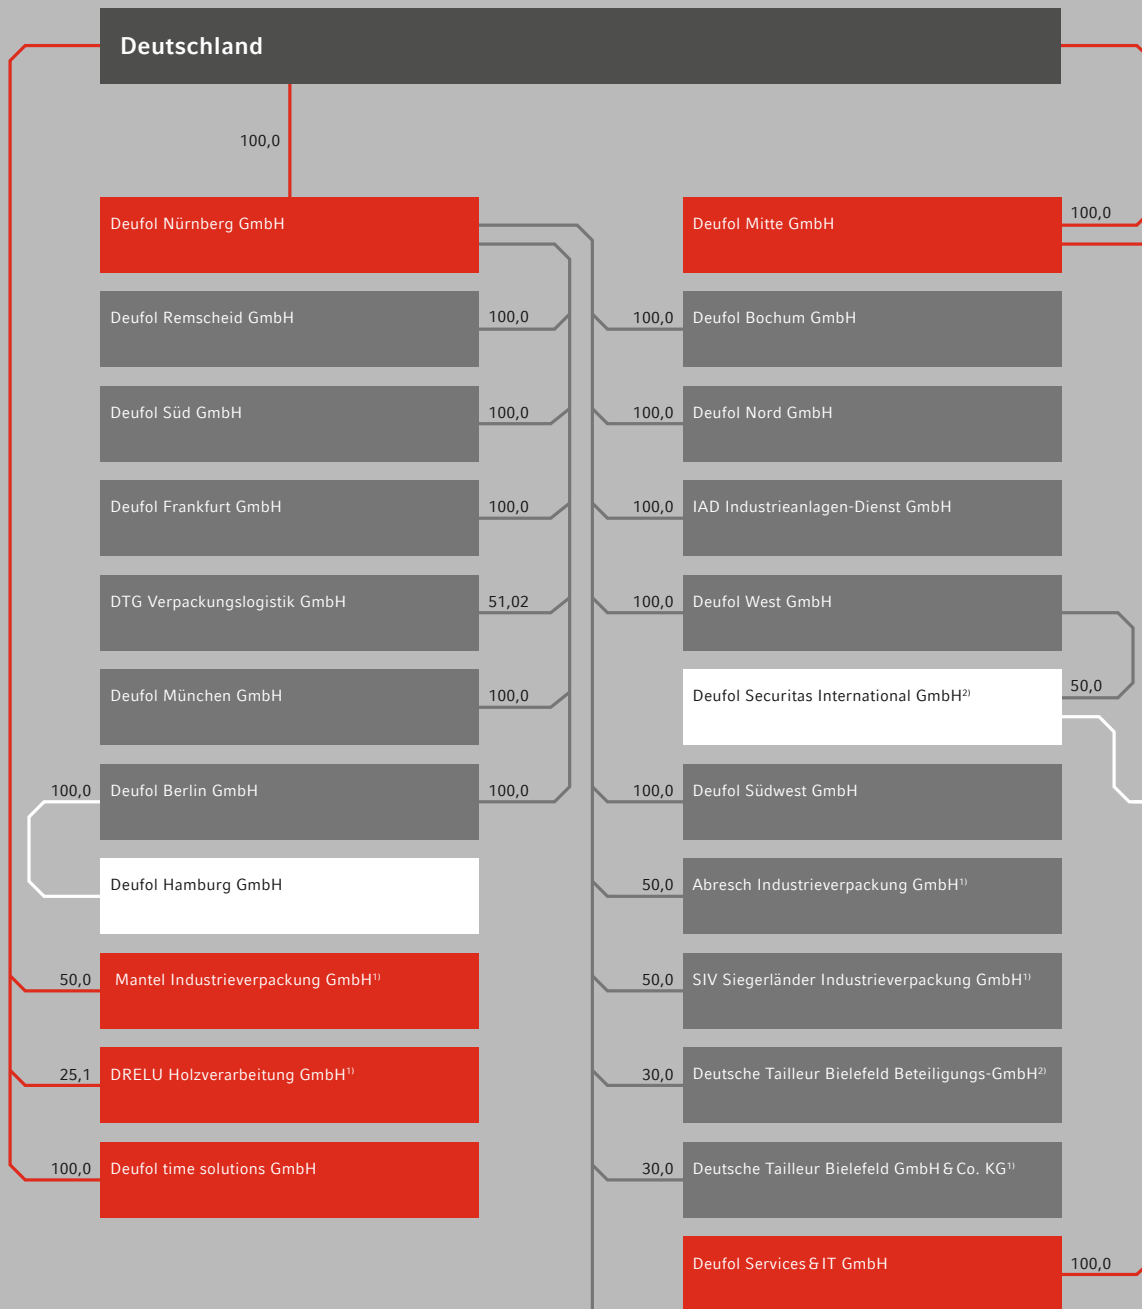 Deutschland
100,0
Deufol Nürnberg GmbH
Deufol Mitte GmbH
100,0
Deufol Remscheid GmbH
100,0
100,0
Deufol Bochum GmbH
Deufol Süd GmbH
100,0
100,0
Deufol Nord GmbH
Deufol Frankfurt GmbH
100,0
100,0
IAD Industrieanlagen-Dienst GmbH
DTG Verpackungslogistik GmbH
51,02
100,0
Deufol West GmbH
Deufol München GmbH
100,0
Deufol Securitas International GmbH²⁾
50,0
100,0
Deufol Berlin GmbH
100,0
100,0
Deufol Südwest GmbH
Deufol Hamburg GmbH
50,0
Abresch Industrieverpackung GmbH¹⁾
50,0
Mantel Industrieverpackung GmbH¹⁾
50,0
SIV Siegerländer Industrieverpackung GmbH¹⁾
25,1
DRELU Holzverarbeitung GmbH¹⁾
30,0
Deutsche Tailleur Bielefeld Beteiligungs-GmbH²⁾
100,0
Deufol time solutions GmbH
30,0
Deutsche Tailleur Bielefeld GmbH & Co. KG¹⁾
Deufol Services & IT GmbH
100,0